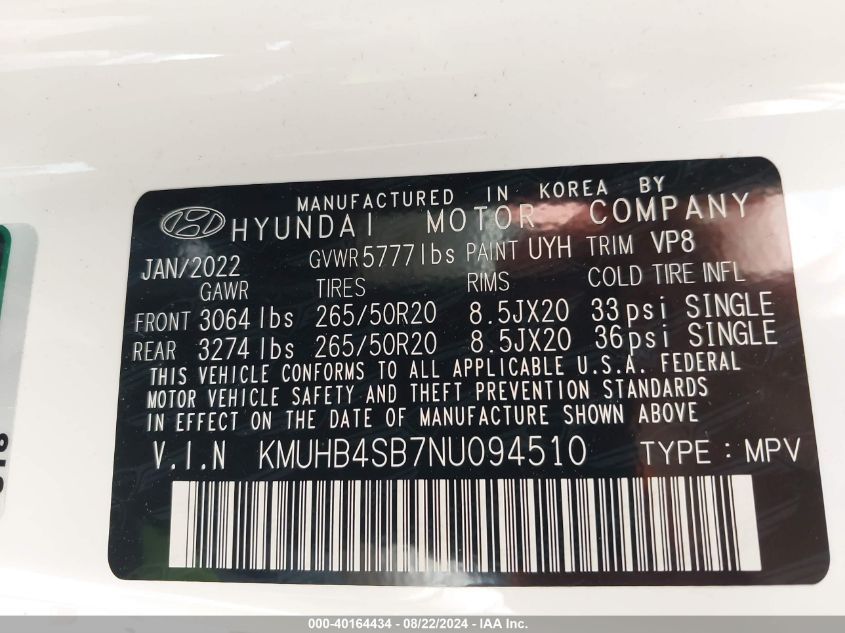 MANUFACTURED IN KOREA BY
HYUNDAI MOTOR COMPANY
JAN/2022 GVWR 5777lbs PAINT UYH TRIM VP8
GAWR TIRES RIMS COLD TIRE INFL
FRONT 3064lbs 265/50R20 8.5JX20 33psi SINGLE
REAR 3274lbs 265/50R20 8.5JX20 36psi SINGLE
THIS VEHICLE CONFORMS TO ALL APPLICABLE U.S.A. FEDERAL
MOTOR VEHICLE SAFETY AND THEFT PREVENTION STANDARDS
IN EFFECT ON THE DATE OF MANUFACTURE SHOWN ABOVE
V.I.N KMUHB4SB7NU094510 TYPE : MPV
000-40164434 - 08/22/2024 - IAA Inc.